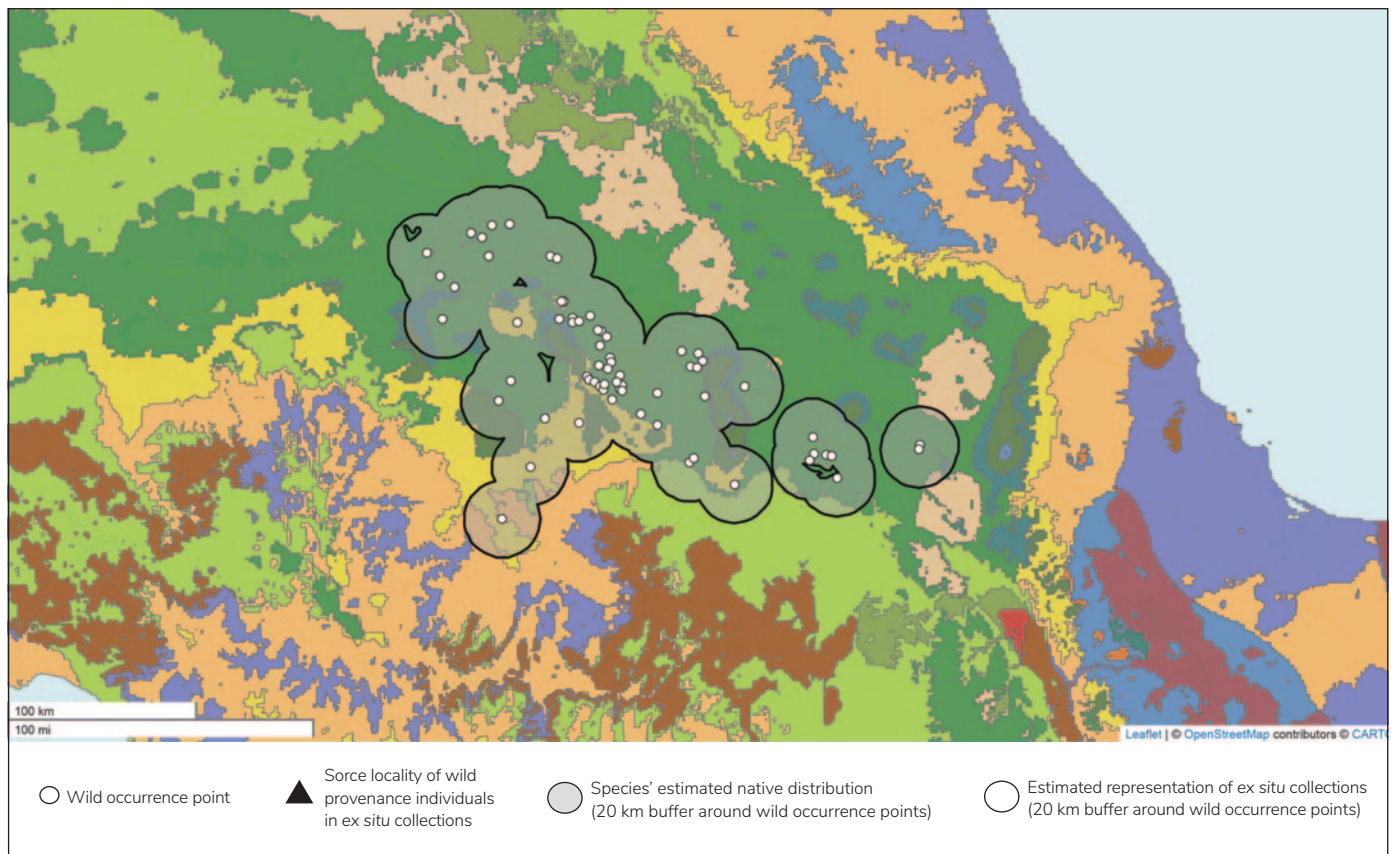 100 km
100 mi
Leaflet | © OpenStreetMap contributors © CARTO
Wild occurrence point
Sorce locality of wild
provenance individuals
in ex situ collections
Species' estimated native distribution
(20 km buffer around wild occurrence points)
Estimated representation of ex situ collections
(20 km buffer around wild occurrence points)